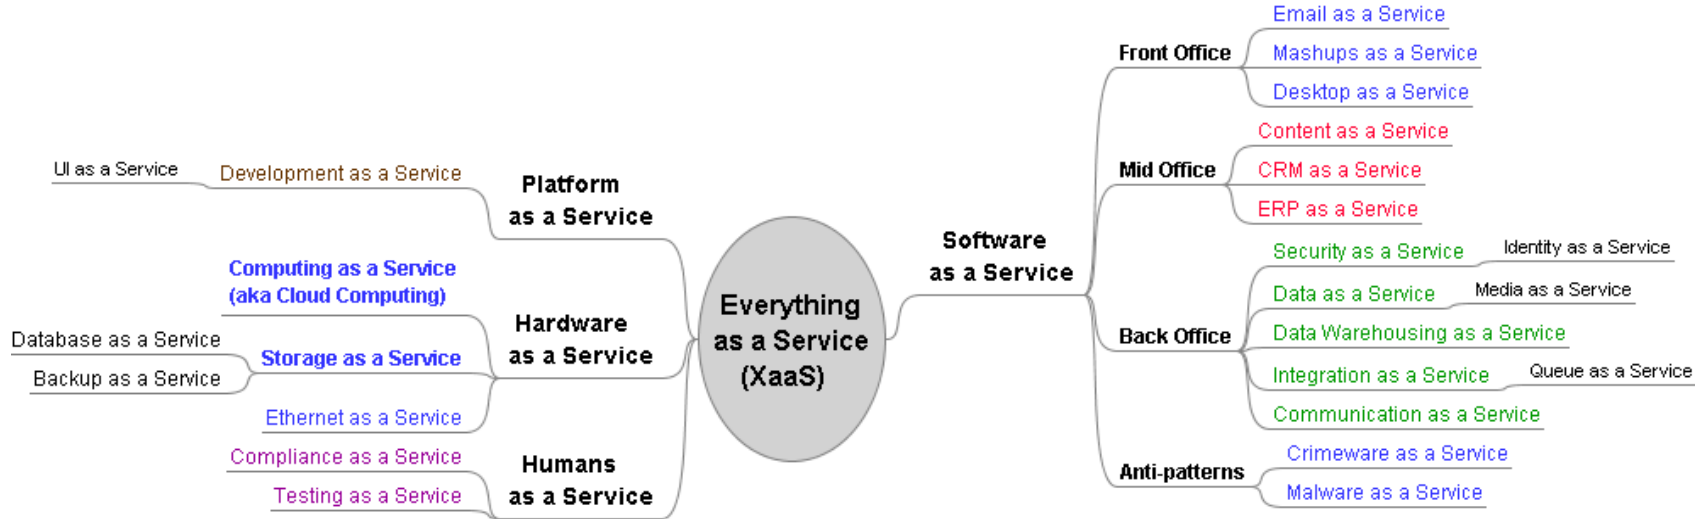 Everything
as a Service
(XaaS)
Platform
as a Service
Development as a Service
UI as a Service
Hardware
as a Service
Computing as a Service
(aka Cloud Computing)
Storage as a Service
Database as a Service
Backup as a Service
Ethernet as a Service
Humans
as a Service
Compliance as a Service
Testing as a Service
Software
as a Service
Front Office
Email as a Service
Mashups as a Service
Desktop as a Service
Mid Office
Content as a Service
CRM as a Service
ERP as a Service
Back Office
Security as a Service
Identity as a Service
Data as a Service
Media as a Service
Data Warehousing as a Service
Integration as a Service
Queue as a Service
Communication as a Service
Anti-patterns
Crimeware as a Service
Malware as a Service